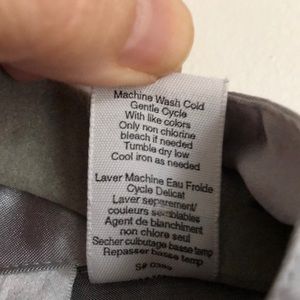 Machine Wash Cold
Gentle Cycle
With like colors
Only non chlorine
bleach if needed
Tumble dry low
Cool iron as needed
Laver Machine Eau Froide
Cycle Delicat
Laver separement/
couleurs semblables
Agent de blanchiment
non chlore seul
Secher culbutage basse temp
Repasser basse temp